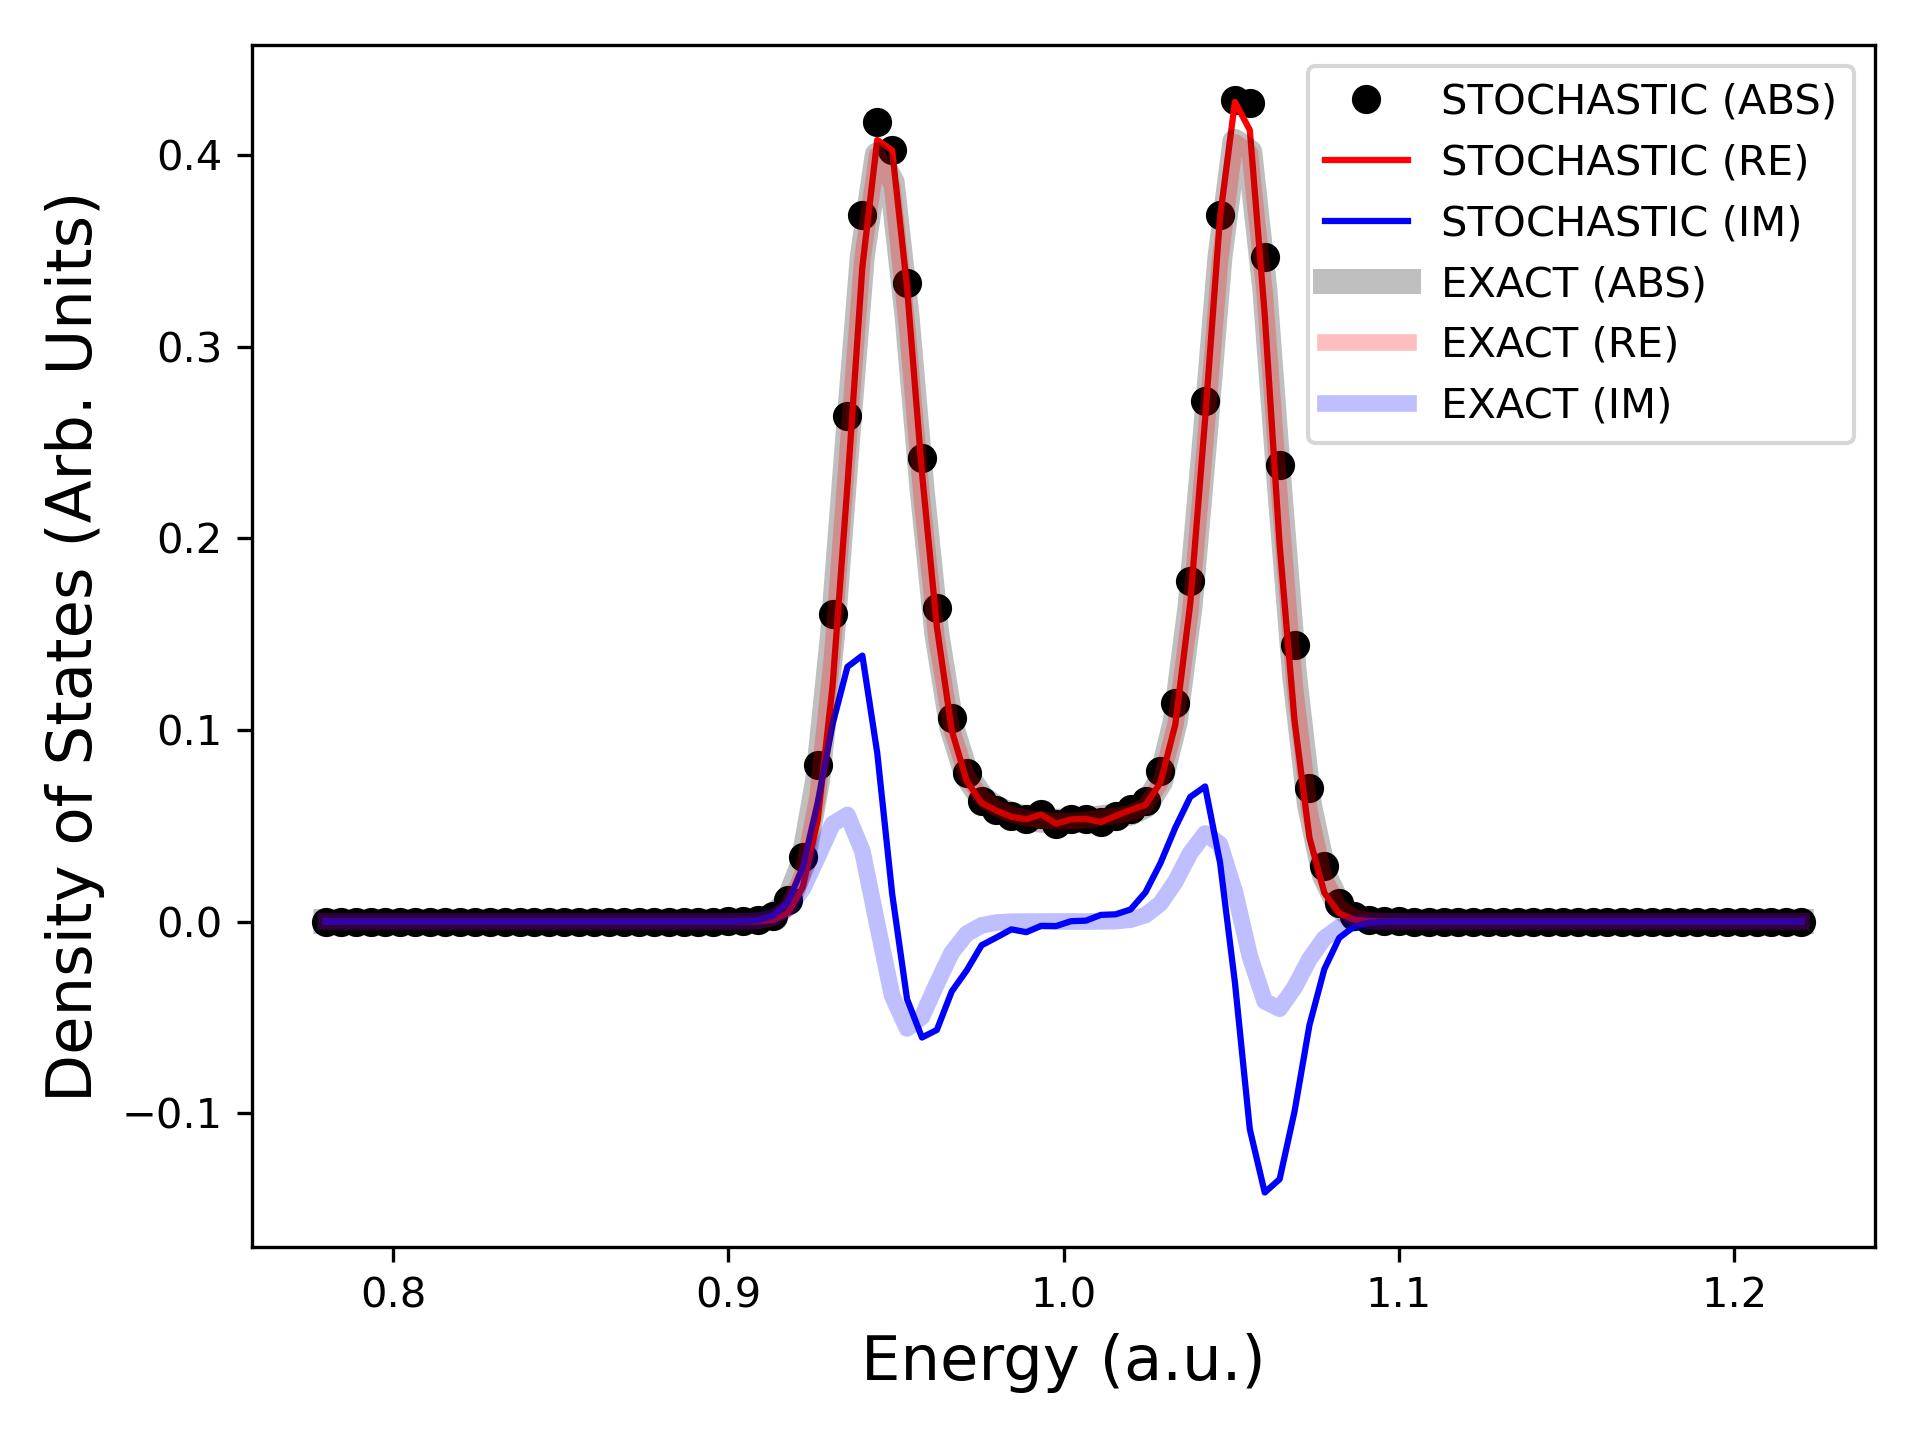 STOCHASTIC (ABS)
STOCHASTIC (RE)
STOCHASTIC (IM)
EXACT (ABS)
EXACT (RE)
EXACT (IM)
Density of States (Arb. Units)
0.4
0.3
0.2
0.1
0.0
−0.1
0.8 0.9 1.0 1.1 1.2
Energy (a.u.)